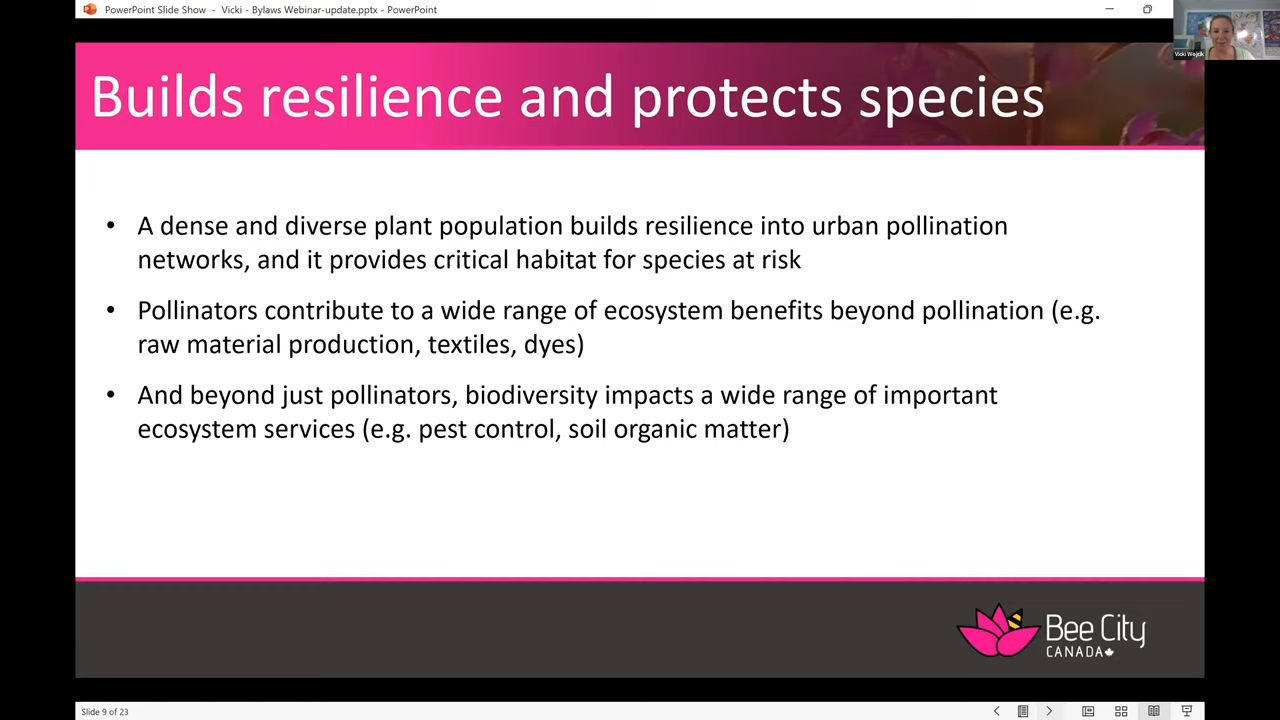 PowerPoint Slide Show - Vicki - Bylaws Webinar-update.pptx - PowerPoint
Vicki Wojcik
Builds resilience and protects species
• A dense and diverse plant population builds resilience into urban pollination
networks, and it provides critical habitat for species at risk
• Pollinators contribute to a wide range of ecosystem benefits beyond pollination (e.g.
raw material production, textiles, dyes)
• And beyond just pollinators, biodiversity impacts a wide range of important
ecosystem services (e.g. pest control, soil organic matter)
Bee City
CANADA
Slide 9 of 23